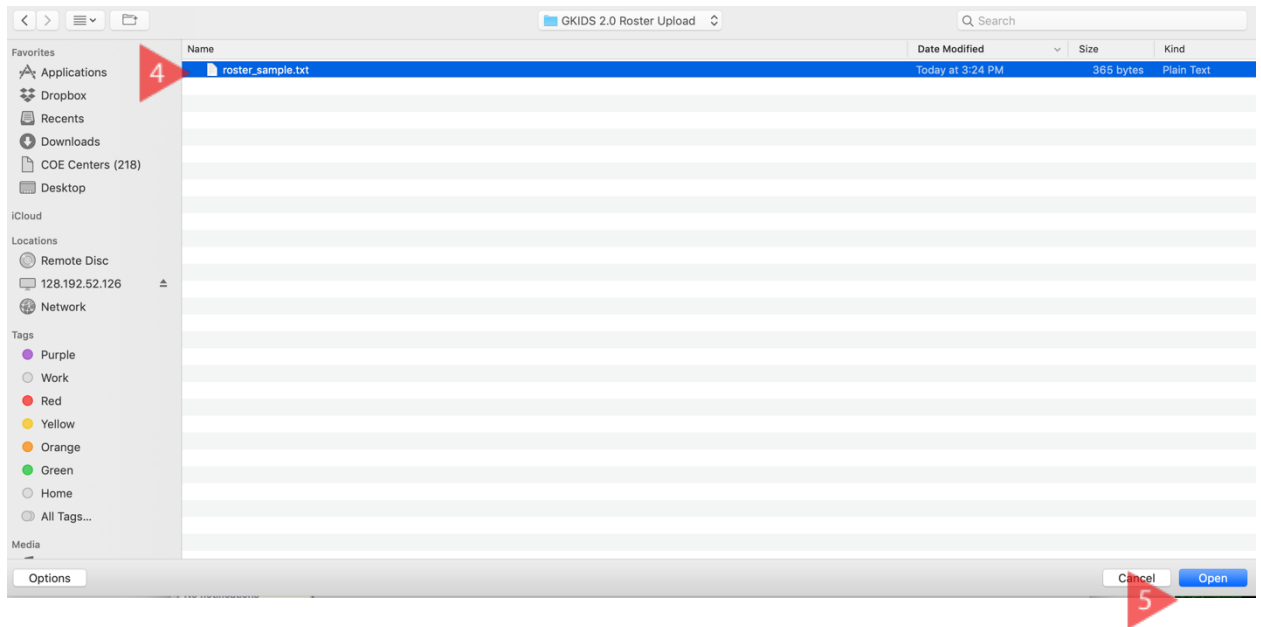 GKIDS 2.0 Roster Upload
Search
Favorites
Applications
Dropbox
Recents
Downloads
COE Centers (218)
Desktop
iCloud
Locations
Remote Disc
128.192.52.126
Network
Tags
Purple
Work
Red
Yellow
Orange
Green
Home
All Tags...
Media
Name Date Modified Size Kind
4
roster_sample.txt Today at 3:24 PM 365 bytes Plain Text
Options
Cancel
Open
5